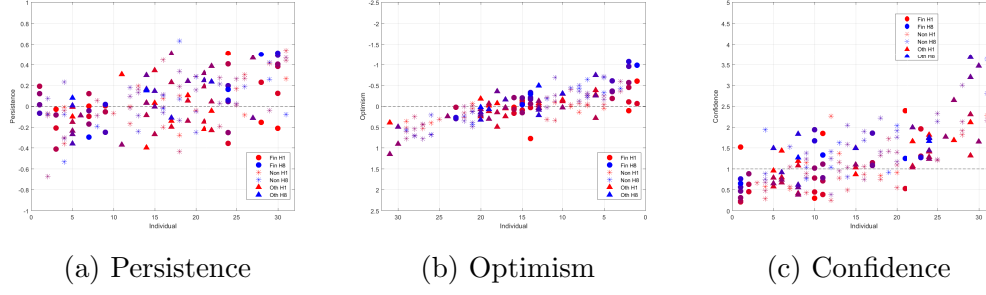 1
0.8
0.6
0.4
0.2
0
-0.2
-0.4
-0.6
-0.8
-1
0 5 10 15 20 25 30
Persistence
Individual
Fin H1
Fin H8
Non H1
Non H8
Oth H1
Oth H8
-2.5
-2
-1.5
-1
-0.5
0
0.5
1
1.5
2
2.5
30 25 20 15 10 5 0
Optimism
Individual
Fin H1
Fin H8
Non H1
Non H8
Oth H1
Oth H8
5
4.5
4
3.5
3
2.5
2
1.5
1
0.5
0
0 5 10 15 20 25 30
Confidence
Individual
Fin H1
Fin H8
Non H1
Non H8
Oth H1
Oth H8
(a) Persistence
(b) Optimism
(c) Confidence